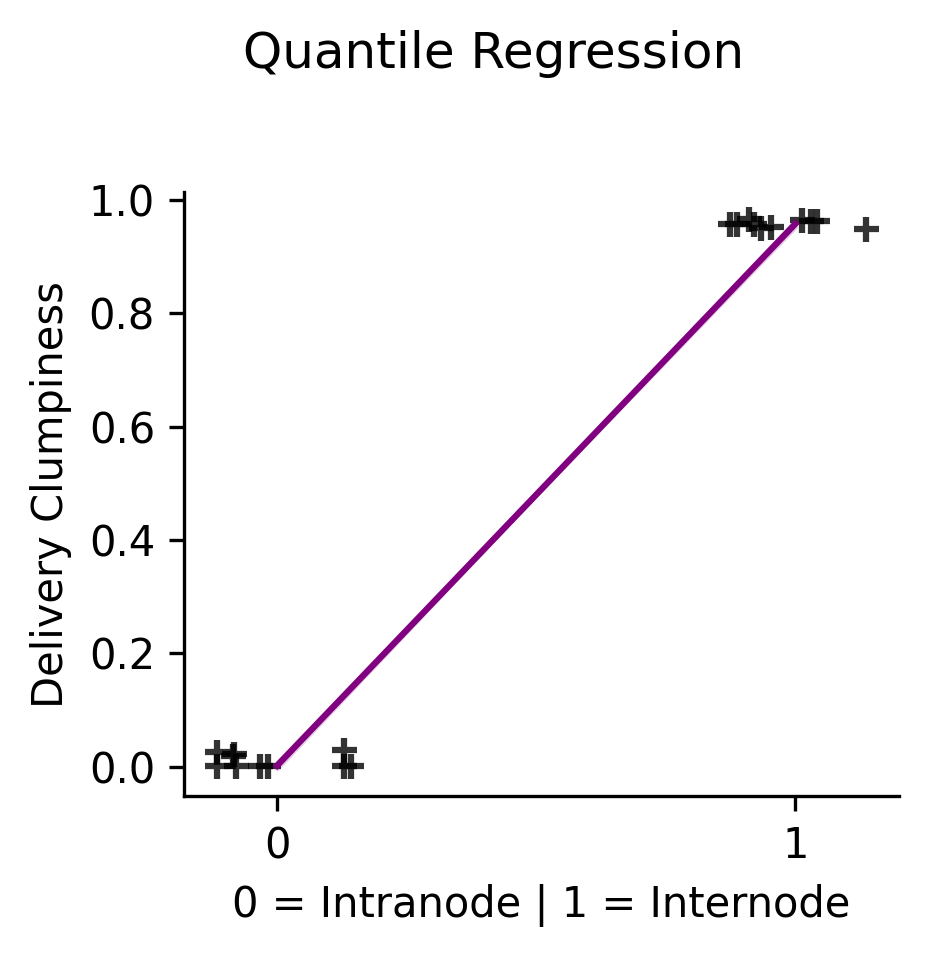 Quantile Regression
1.0
0.8
0.6
0.4
0.2
0.0
Delivery Clumpiness
0
1
0 = Intranode | 1 = Internode